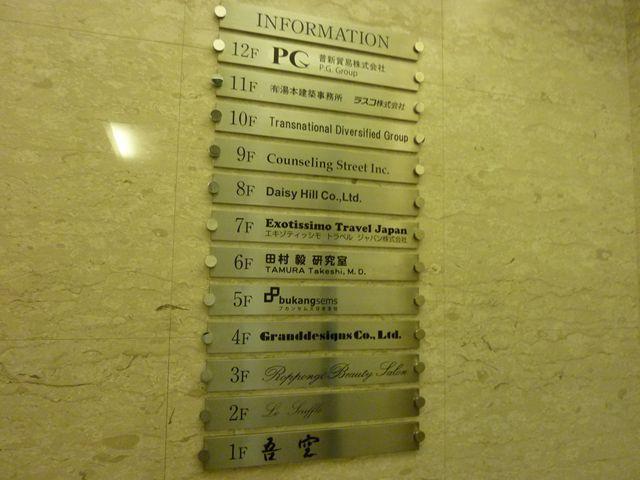 INFORMATION
12F PG 普新貿易株式会社
P.G. Group
11F 有湯本建築事務所 ラスコ株式会社
10F Transnational Diversified Group
9F Counseling Street Inc.
8F Daisy Hill Co.,Ltd.
7F Exotissimo Travel Japan
エキゾティッシモ トラベル ジャパン株式会社
6F 田村 毅 研究室
TAMURA Takeshi, M. D.
5F bukangsems
4F Granddesigns Co., Ltd.
3F Roppongi Beauty Salon
2F Le Souffle
1F 吾空